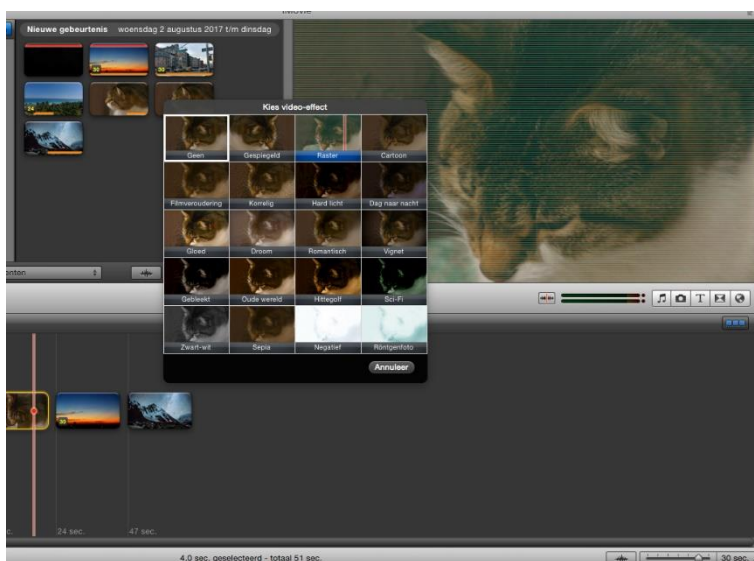 iMovie
Nieuwe gebeurtenis woensdag 2 augustus 2017 t/m dinsdag
Kies video-effect
Geen Gespiegeld Raster Cartoon
Filmveroudering Korrelig Hard licht Dag naar nacht
Gloed Droom Romantisch Vignet
Gebleekt Oude wereld Hittegolf Sci-Fi
Zwart-wit Sepia Negatief Röntgenfoto
Annuleer
24 sec. 47 sec.
4,0 sec. geselecteerd - totaal 51 sec.
30 sec.